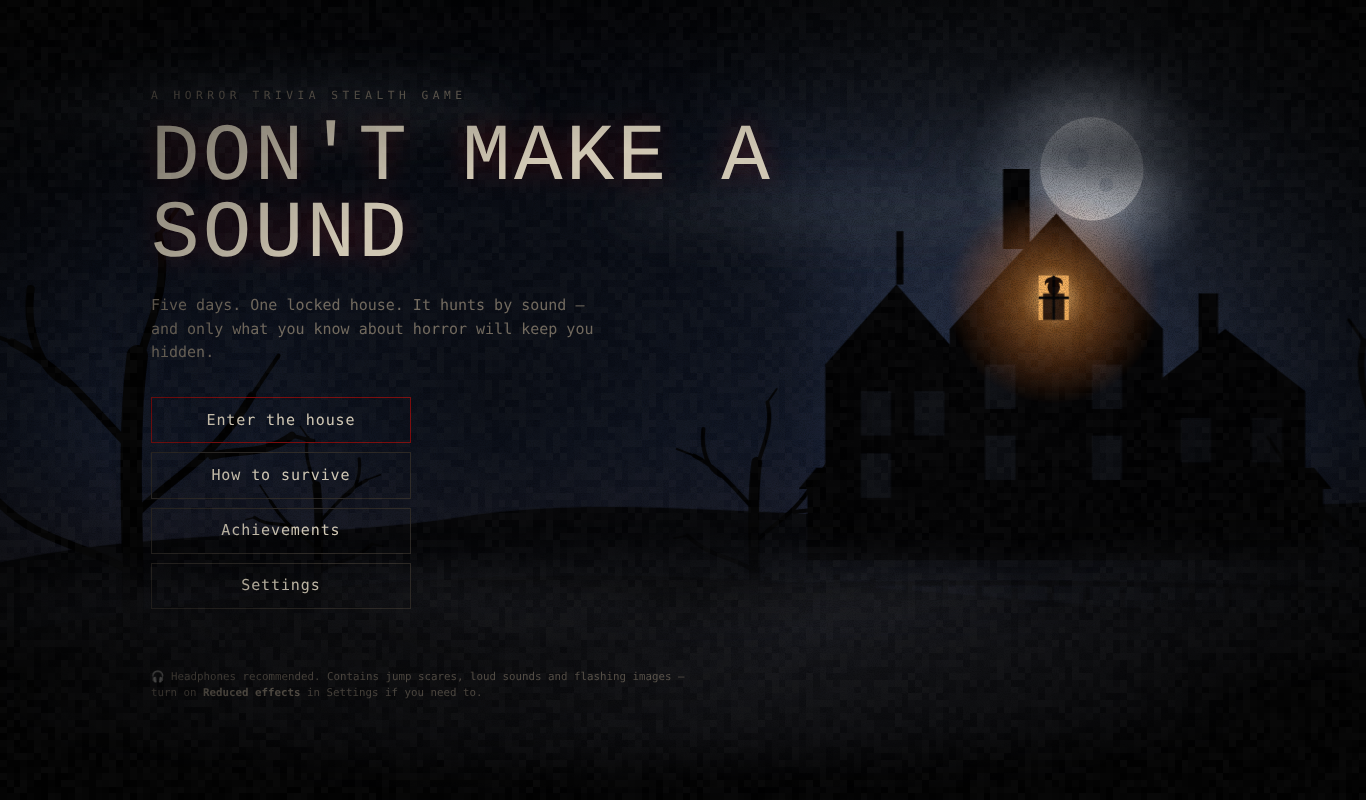 A HORROR TRIVIA STEALTH GAME
DON'T MAKE A
SOUND
Five days. One locked house. It hunts by sound —
and only what you know about horror will keep you
hidden.
Enter the house
How to survive
Achievements
Settings
🎧 Headphones recommended. Contains jump scares, loud sounds and flashing images —
turn on Reduced effects in Settings if you need to.